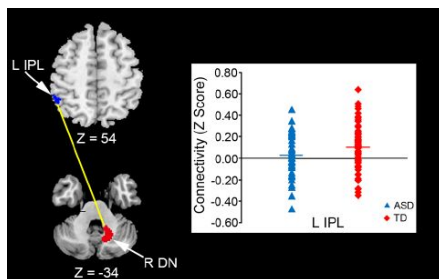 L IPL
Z = 54
R DN
Z = -34
Connectivity (Z Score)
0.80
0.60
0.40
0.20
0.00
-0.20
-0.40
-0.60
L IPL
ASD
TD